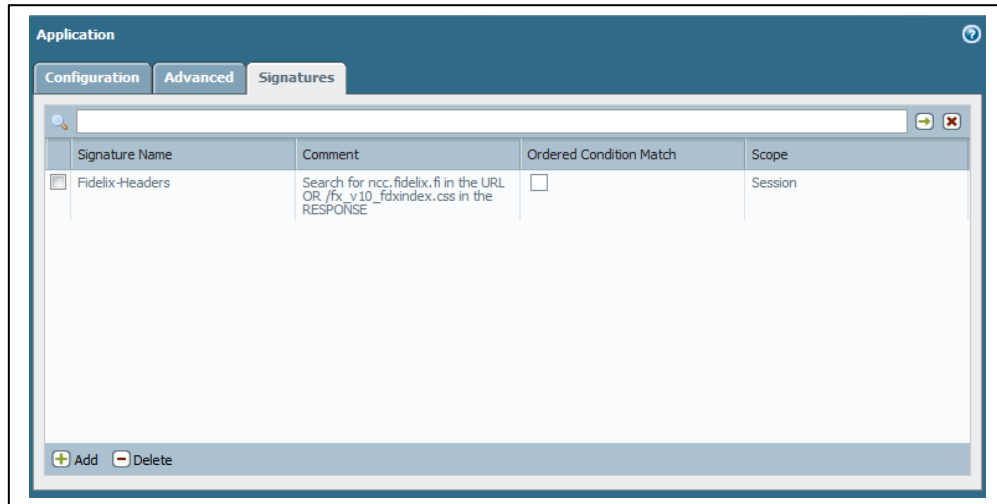 Application
Configuration Advanced Signatures
Signature Name Comment Ordered Condition Match Scope
Fidelix-Headers Search for ncc.fidelix.fi in the URL Session
OR /fx_v10_fdxindex.css in the
RESPONSE
Add Delete